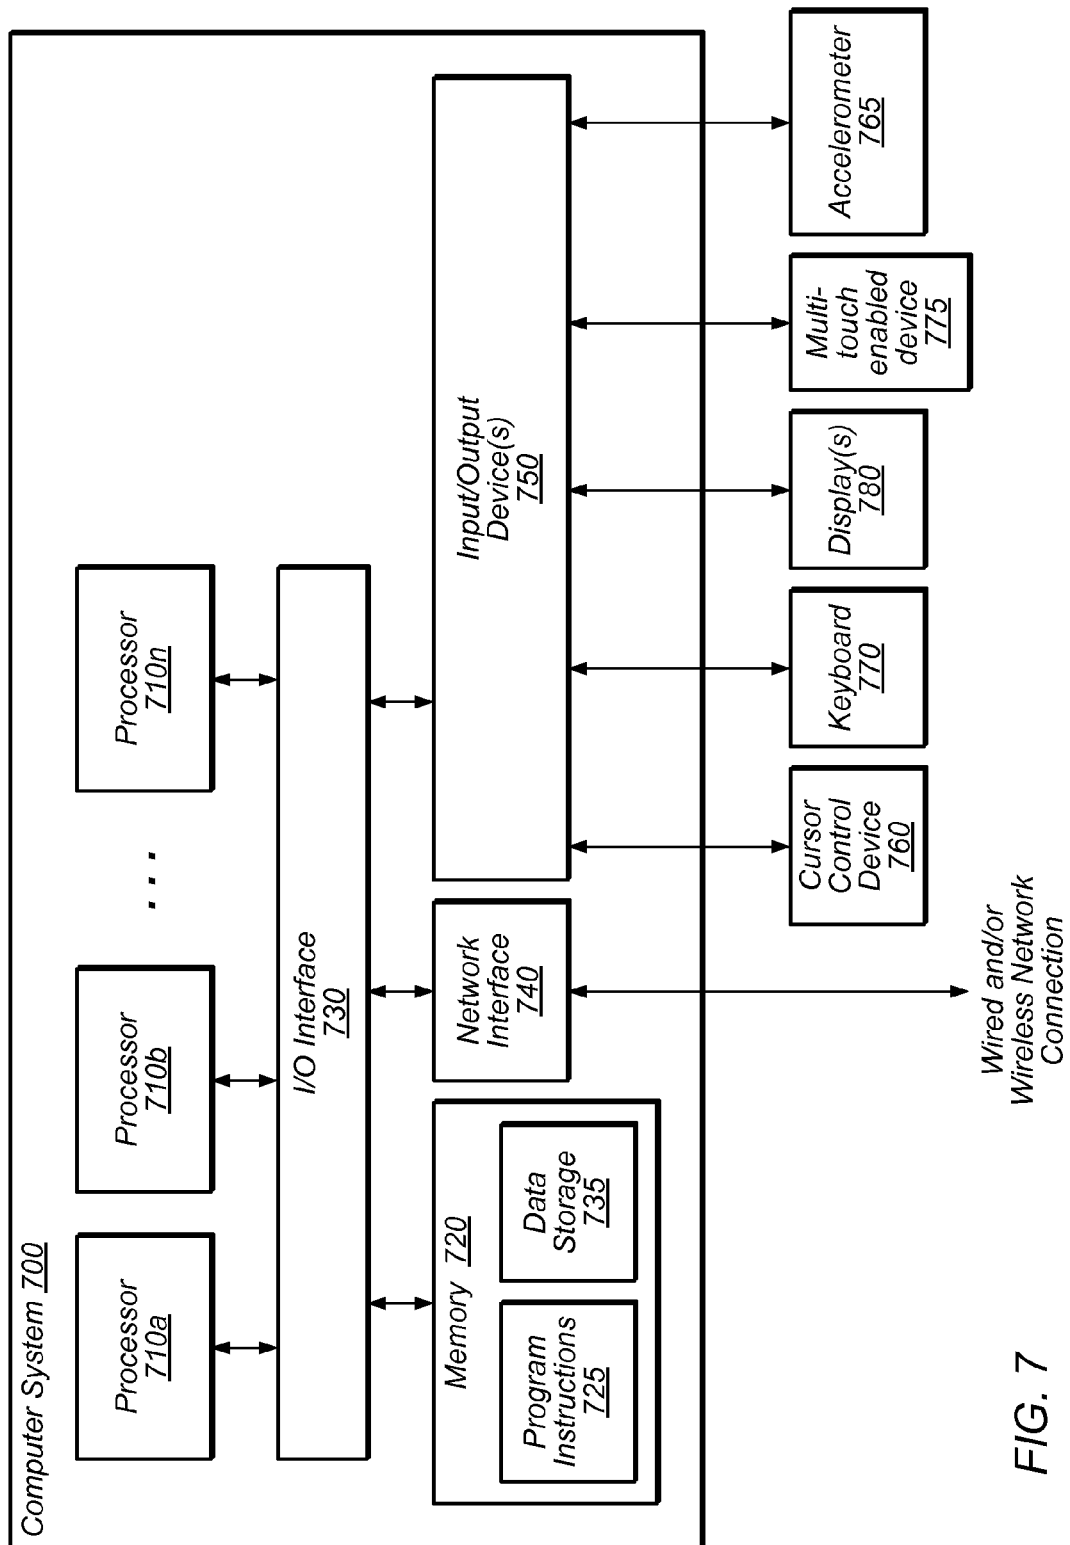 Computer System 700
Processor
710a
Processor
710b
. . .
Processor
710n
I/O Interface
730
Memory 720
Program
Instructions
725
Data
Storage
735
Network
Interface
740
Input/Output
Device(s)
750
Wired and/or
Wireless Network
Connection
Cursor
Control
Device
760
Keyboard
770
Display(s)
780
Multi-
touch
enabled
device
775
Accelerometer
765
FIG. 7